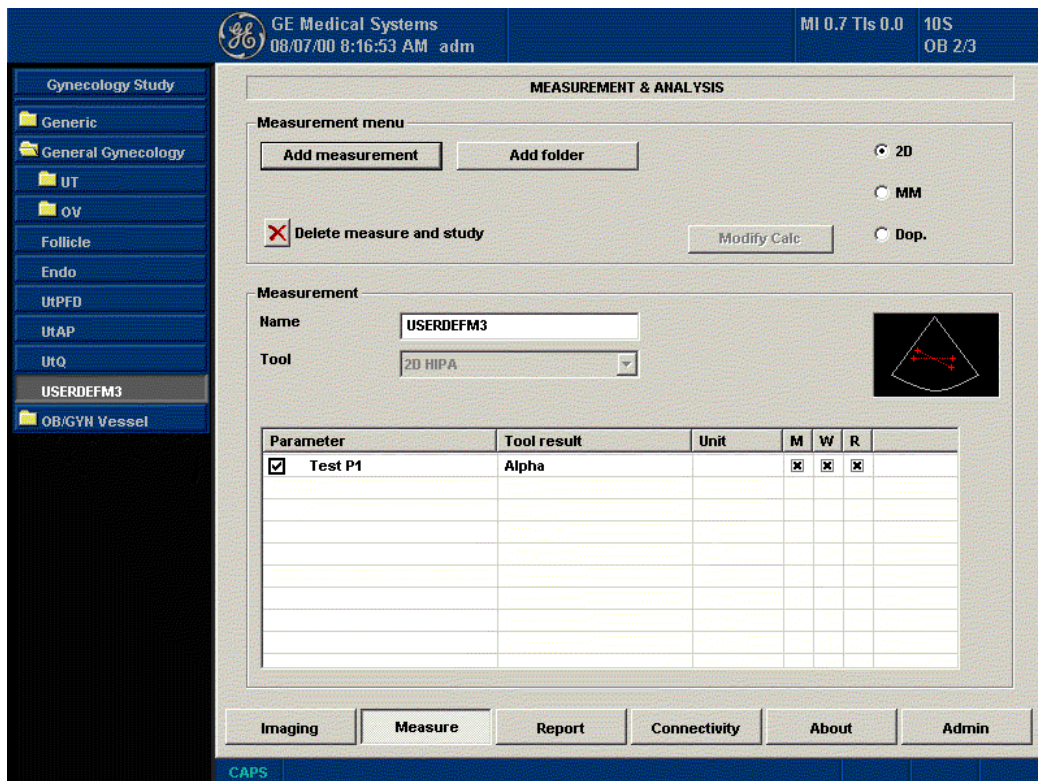 GE Medical Systems
08/07/00 8:16:53 AM adm
MI 0.7 TIs 0.0
10S
OB 2/3
Gynecology Study
Generic
General Gynecology
UT
OV
Follicle
Endo
UtPFD
UtAP
UtQ
USERDEFM3
OB/GYN Vessel
MEASUREMENT & ANALYSIS
Measurement menu
Add measurement
Add folder
2D
MM
Dop.
Delete measure and study
Modify Calc
Measurement
Name
USERDEFM3
Tool
2D HIPA
Parameter Tool result Unit M W R
Test P1 Alpha
Imaging
Measure
Report
Connectivity
About
Admin
CAPS